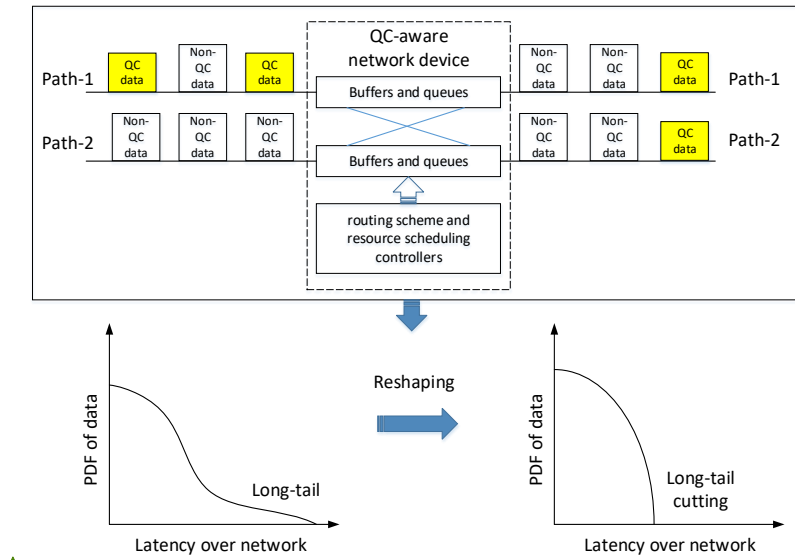 QC-aware
network device
Path-1
QC
data
Non-
QC
data
QC
data
Buffers and queues
Non-
QC
data
Non-
QC
data
QC
data
Path-1
Path-2
Non-
QC
data
Non-
QC
data
Non-
QC
data
Buffers and queues
Non-
QC
data
Non-
QC
data
QC
data
Path-2
routing scheme and
resource scheduling
controllers
PDF of data
Long-tail
Latency over network
Reshaping
PDF of data
Long-tail
cutting
Latency over network